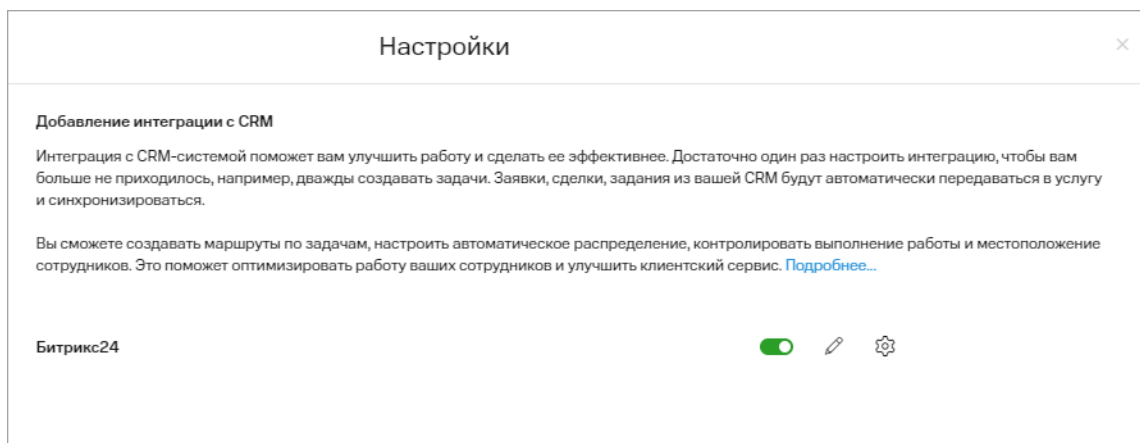 Настройки
Добавление интеграции с CRM
Интеграция с CRM-системой поможет вам улучшить работу и сделать ее эффективнее. Достаточно один раз настроить интеграцию, чтобы вам
больше не приходилось, например, дважды создавать задачи. Заявки, сделки, задания из вашей CRM будут автоматически передаваться в услугу
и синхронизироваться.
Вы сможете создавать маршруты по задачам, настроить автоматическое распределение, контролировать выполнение работы и местоположение
сотрудников. Это поможет оптимизировать работу ваших сотрудников и улучшить клиентский сервис. Подробнее...
Битрикс24